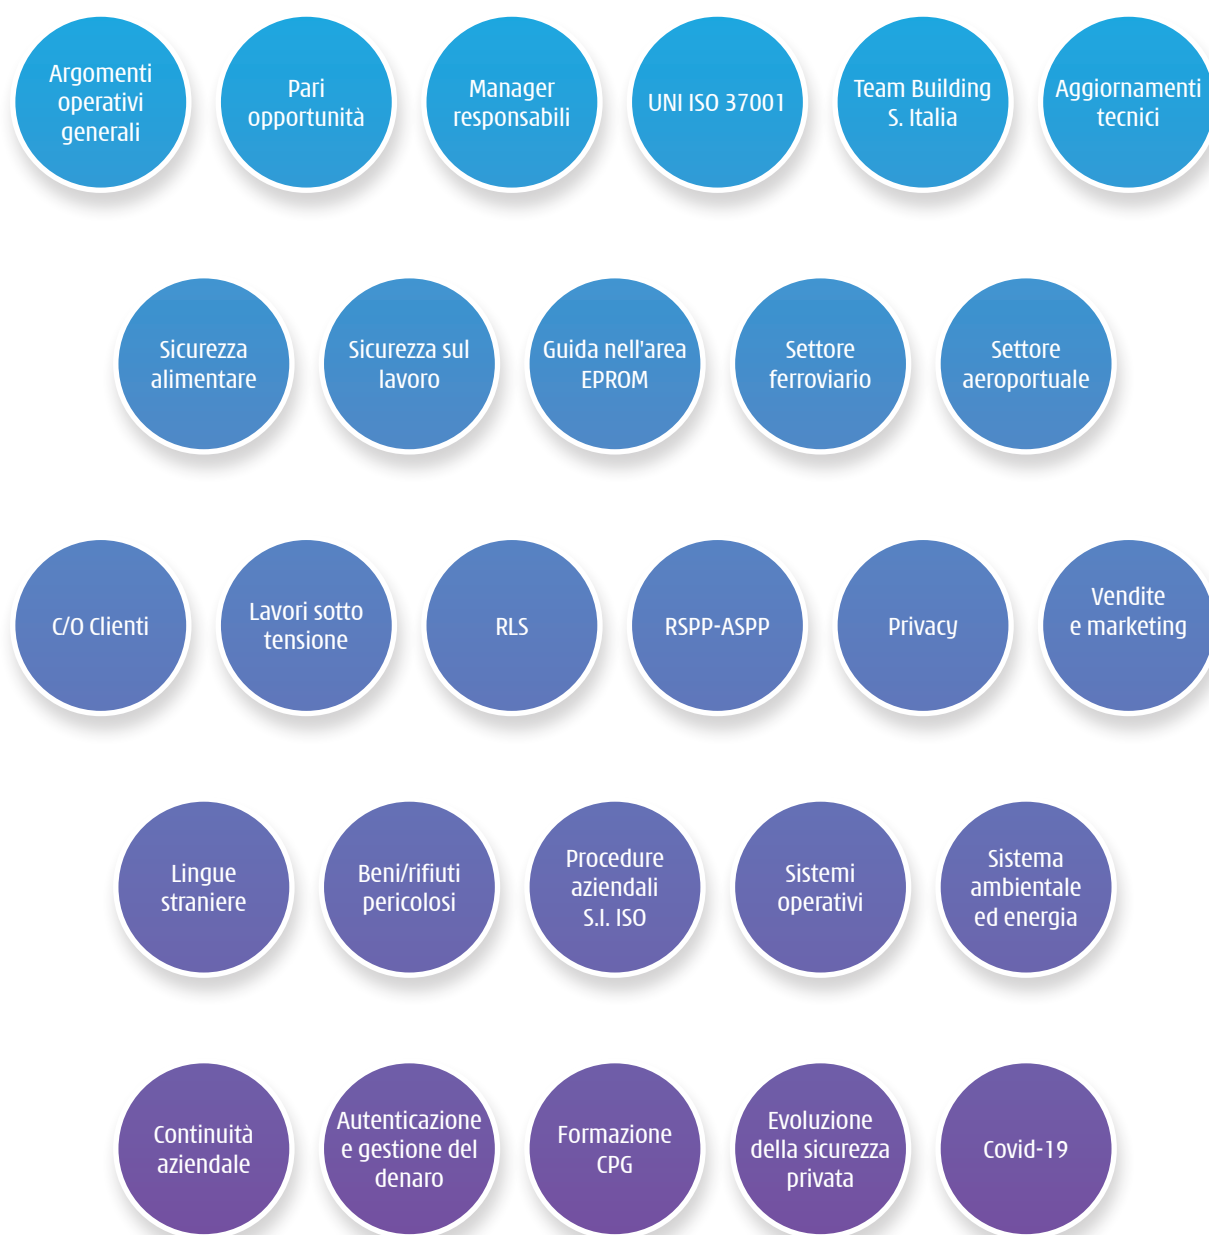 Argomenti
operativi
generali
Pari
opportunità
Manager
responsabili
UNI ISO 37001
Team Building
S. Italia
Aggiornamenti
tecnici
Sicurezza
alimentare
Sicurezza sul
lavoro
Guida nell'area
EPROM
Settore
ferroviario
Settore
aeroportuale
C/O Clienti
Lavori sotto
tensione
RLS
RSPP-ASPP
Privacy
Vendite
e marketing
Lingue
straniere
Beni/rifiuti
pericolosi
Procedure
aziendali
S.I. ISO
Sistemi
operativi
Sistema
ambientale
ed energia
Continuità
aziendale
Autenticazione
e gestione del
denaro
Formazione
CPG
Evoluzione
della sicurezza
privata
Covid-19